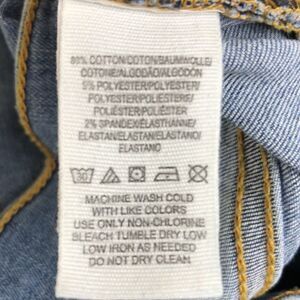 COTTON/COTON/BAUMWOLLE/
COTONE/ALGODÃO/ALGODÓN
5% POLYESTER/POLYESTER/
POLYESTER/POLIESTERE/
POLIÉSTER/POLIÉSTER
2% SPANDEX/ÉLASTHANNE/
ELASTAN/ELASTAN/ELASTANO/
ELASTANO
MACHINE WASH COLD
WITH LIKE COLORS
USE ONLY NON-CHLORINE
BLEACH TUMBLE DRY LOW
LOW IRON AS NEEDED
DO NOT DRY CLEAN